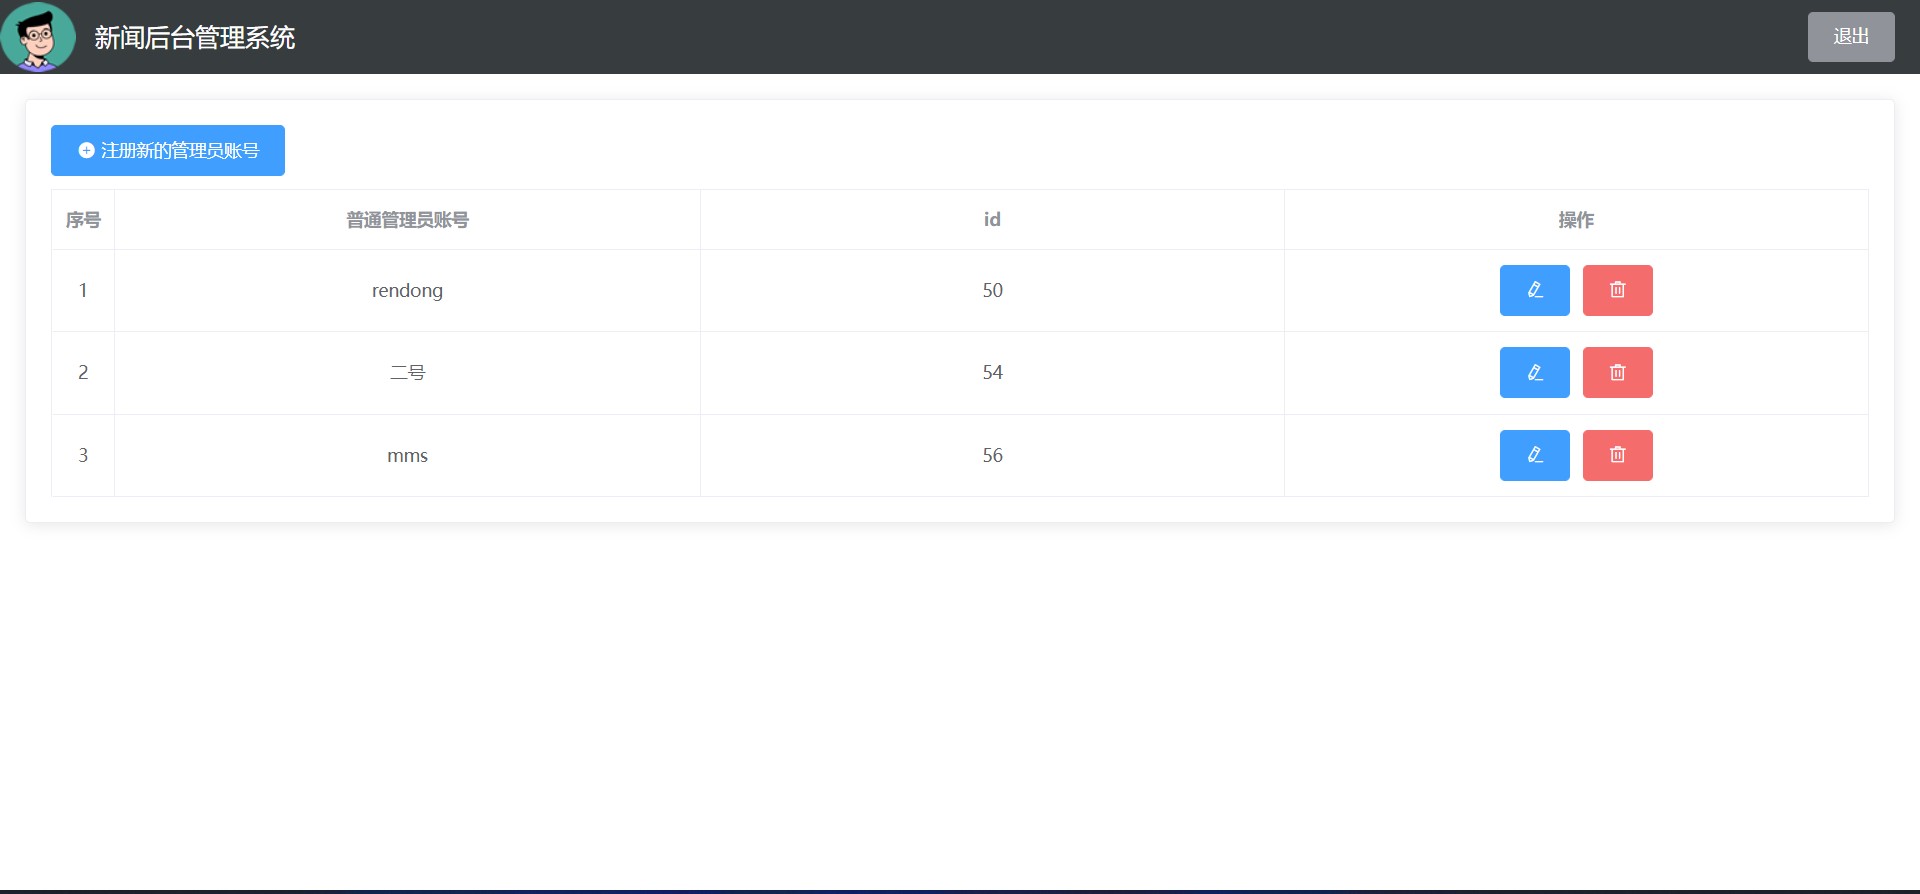 新闻后台管理系统
退出
注册新的管理员账号
序号 普通管理员账号 id 操作
1 rendong 50
2 二号 54
3 mms 56